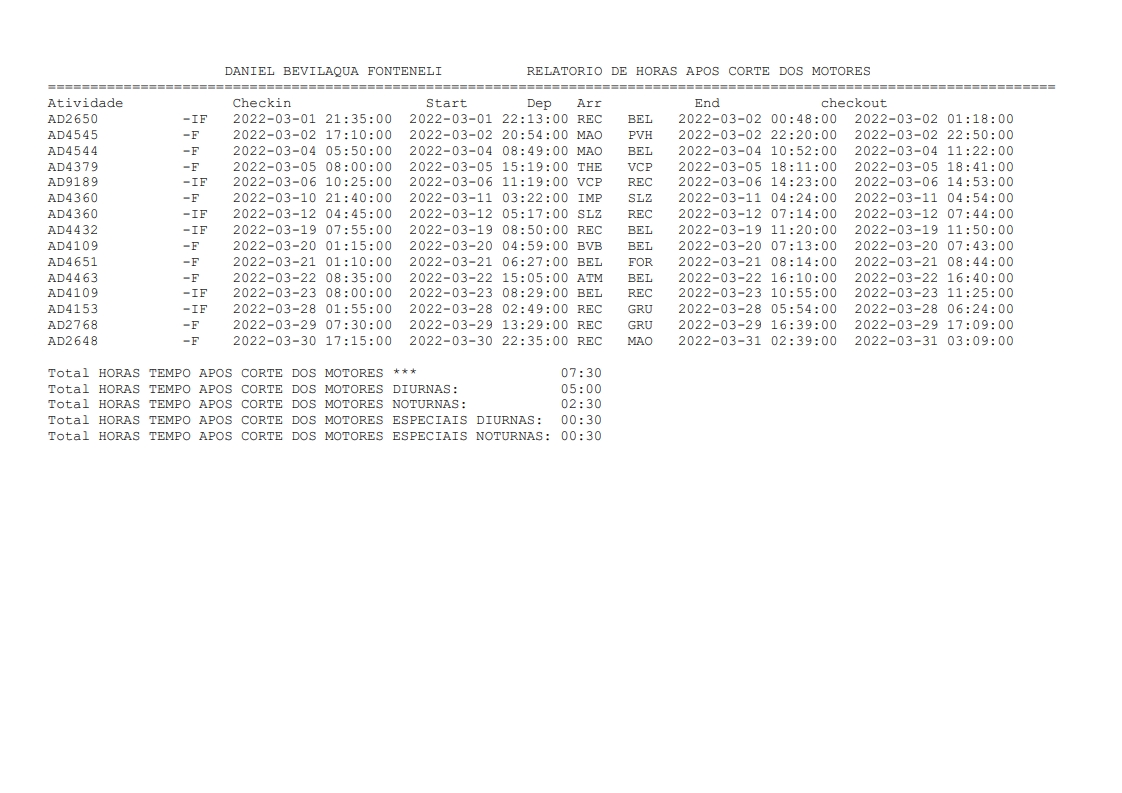 DANIEL BEVILAQUA FONTENELI          RELATORIO DE HORAS APOS CORTE DOS MOTORES
========================================================================================================================
Atividade             Checkin                Start       Dep   Arr           End            checkout
AD2650          -IF   2022-03-01 21:35:00  2022-03-01 22:13:00 REC   BEL   2022-03-02 00:48:00  2022-03-02 01:18:00
AD4545          -F    2022-03-02 17:10:00  2022-03-02 20:54:00 MAO   PVH   2022-03-02 22:20:00  2022-03-02 22:50:00
AD4544          -F    2022-03-04 05:50:00  2022-03-04 08:49:00 MAO   BEL   2022-03-04 10:52:00  2022-03-04 11:22:00
AD4379          -F    2022-03-05 08:00:00  2022-03-05 15:19:00 THE   VCP   2022-03-05 18:11:00  2022-03-05 18:41:00
AD9189          -IF   2022-03-06 10:25:00  2022-03-06 11:19:00 VCP   REC   2022-03-06 14:23:00  2022-03-06 14:53:00
AD4360          -F    2022-03-10 21:40:00  2022-03-11 03:22:00 IMP   SLZ   2022-03-11 04:24:00  2022-03-11 04:54:00
AD4360          -IF   2022-03-12 04:45:00  2022-03-12 05:17:00 SLZ   REC   2022-03-12 07:14:00  2022-03-12 07:44:00
AD4432          -IF   2022-03-19 07:55:00  2022-03-19 08:50:00 REC   BEL   2022-03-19 11:20:00  2022-03-19 11:50:00
AD4109          -F    2022-03-20 01:15:00  2022-03-20 04:59:00 BVB   BEL   2022-03-20 07:13:00  2022-03-20 07:43:00
AD4651          -F    2022-03-21 01:10:00  2022-03-21 06:27:00 BEL   FOR   2022-03-21 08:14:00  2022-03-21 08:44:00
AD4463          -F    2022-03-22 08:35:00  2022-03-22 15:05:00 ATM   BEL   2022-03-22 16:10:00  2022-03-22 16:40:00
AD4109          -IF   2022-03-23 08:00:00  2022-03-23 08:29:00 BEL   REC   2022-03-23 10:55:00  2022-03-23 11:25:00
AD4153          -IF   2022-03-28 01:55:00  2022-03-28 02:49:00 REC   GRU   2022-03-28 05:54:00  2022-03-28 06:24:00
AD2768          -F    2022-03-29 07:30:00  2022-03-29 13:29:00 REC   GRU   2022-03-29 16:39:00  2022-03-29 17:09:00
AD2648          -F    2022-03-30 17:15:00  2022-03-30 22:35:00 REC   MAO   2022-03-31 02:39:00  2022-03-31 03:09:00
Total HORAS TEMPO APOS CORTE DOS MOTORES ***                 07:30
Total HORAS TEMPO APOS CORTE DOS MOTORES DIURNAS:            05:00
Total HORAS TEMPO APOS CORTE DOS MOTORES NOTURNAS:           02:30
Total HORAS TEMPO APOS CORTE DOS MOTORES ESPECIAIS DIURNAS:  00:30
Total HORAS TEMPO APOS CORTE DOS MOTORES ESPECIAIS NOTURNAS: 00:30